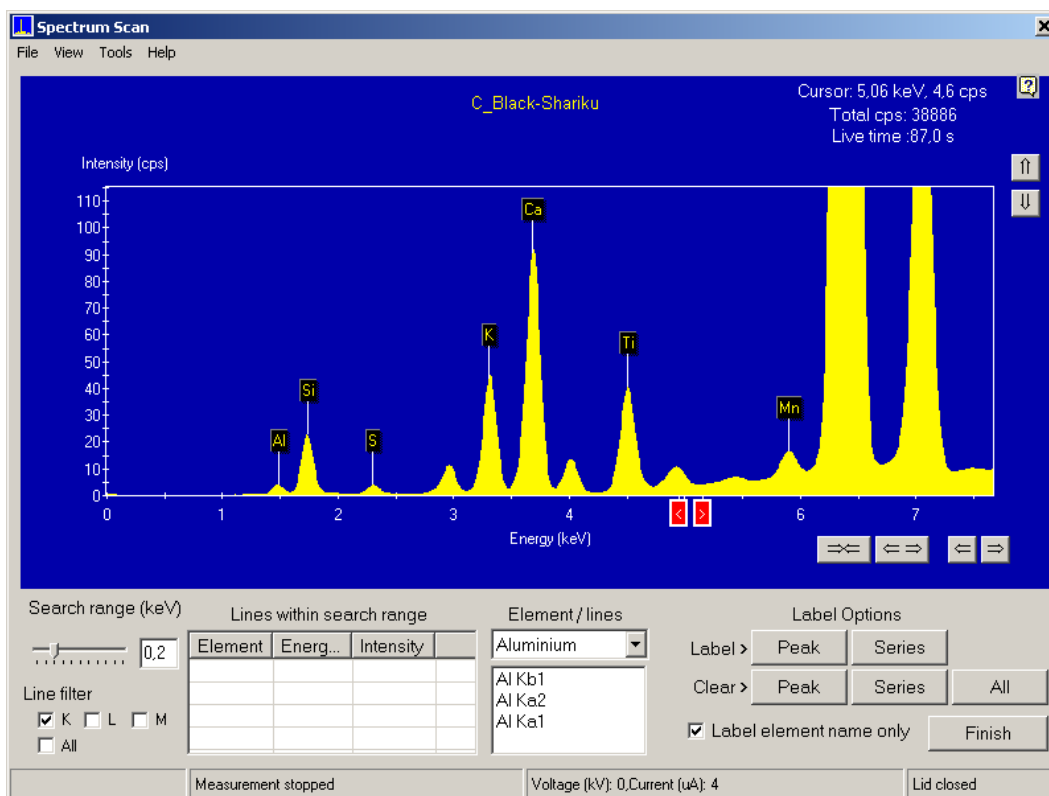 Spectrum Scan
File View Tools Help
C_Black-Shariku
Cursor: 5,06 keV, 4,6 cps
Total cps: 38886
Live time :87,0 s
Intensity (cps)
110
100
90
80
70
60
50
40
30
20
10
0
Al
Si
S
K
Ca
Ti
Mn
0 1 2 3 4 6 7
Energy (keV)
Search range (keV)
0,2
Line filter
K L M
All
Lines within search range
Element Energ... Intensity
Element / lines
Aluminium
Al Kb1
Al Ka2
Al Ka1
Label Options
Label > Peak Series
Clear > Peak Series All
Label element name only
Finish
Measurement stopped
Voltage (kV): 0,Current (uA): 4
Lid closed